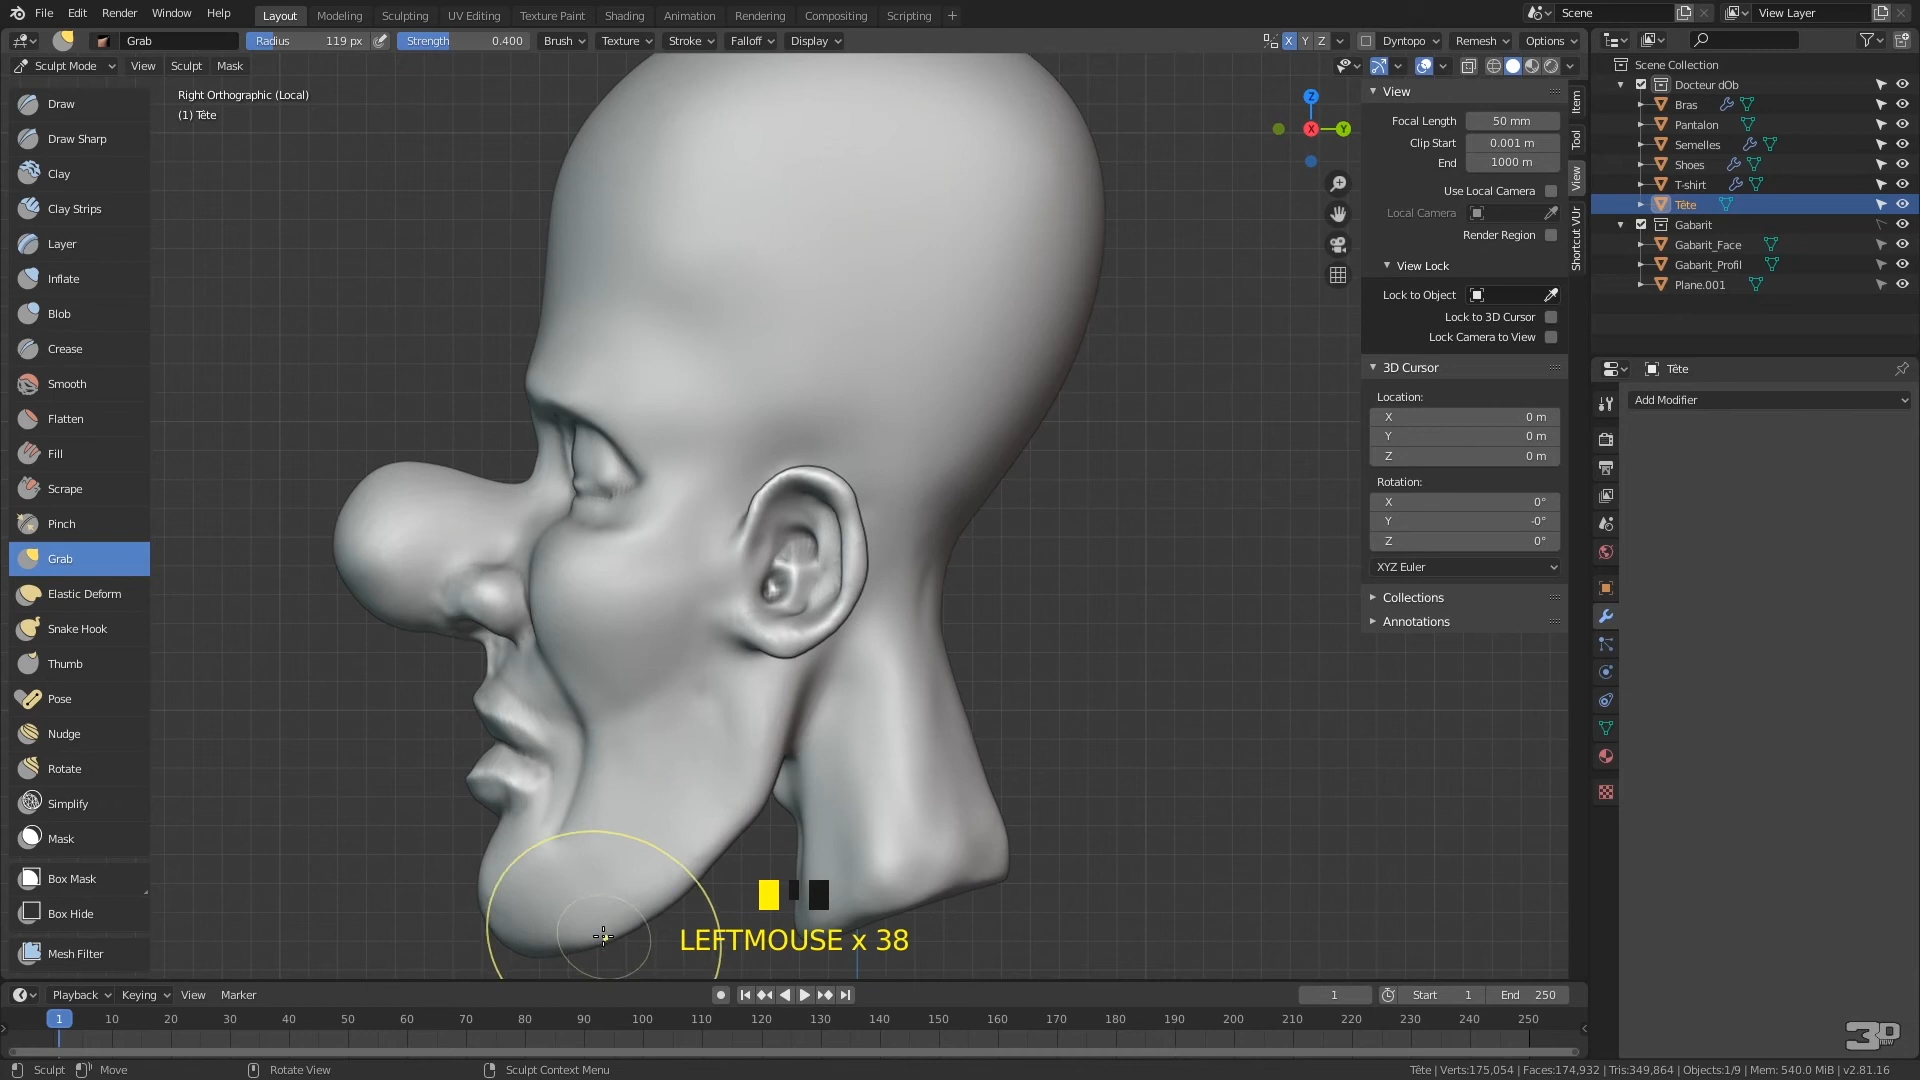 File Edit Render Window Help Layout Modeling Sculpting UV Editing Texture Paint Shading Animation Rendering Compositing Scripting + Scene View Layer
Grab Radius 119 px Strength 0.400 Brush Texture Stroke Falloff Display X Y Z Dyntopo Remesh Options
Sculpt Mode View Sculpt Mask
Right Orthographic (Local)
(1) Tête
Draw
Draw Sharp
Clay
Clay Strips
Layer
Inflate
Blob
Crease
Smooth
Flatten
Fill
Scrape
Pinch
Grab
Elastic Deform
Snake Hook
Thumb
Pose
Nudge
Rotate
Simplify
Mask
Box Mask
Box Hide
Mesh Filter
Z
X
Y
LEFTMOUSE x 38
View
Focal Length 50 mm
Clip Start 0.001 m
End 1000 m
Use Local Camera
Local Camera
Render Region
View Lock
Lock to Object
Lock to 3D Cursor
Lock Camera to View
3D Cursor
Location:
X 0 m
Y 0 m
Z 0 m
Rotation:
X 0°
Y -0°
Z 0°
XYZ Euler
Collections
Annotations
Item
Tool
View
Shortcut VUr
Scene Collection
Docteur dOb
Bras
Pantalon
Semelles
Shoes
T-shirt
Tête
Gabarit
Gabarit_Face
Gabarit_Profil
Plane.001
Tête
Add Modifier
Playback Keying View Marker 1 Start 1 End 250
1 10 20 30 40 50 60 70 80 90 100 110 120 130 140 150 160 170 180 190 200 210 220 230 240 250
3D now
Sculpt Move Rotate View Sculpt Context Menu Tête | Verts:175,054 | Faces:174,932 | Tris:349,864 | Objects:1/9 | Mem: 540.0 MiB | v2.81.16